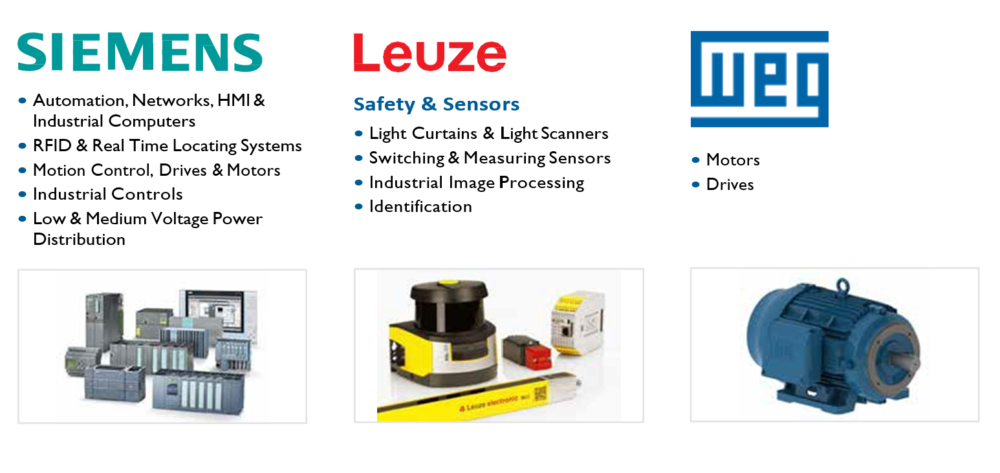 SIEMENS
• Automation, Networks, HMI &
Industrial Computers
• RFID & Real Time Locating Systems
• Motion Control, Drives & Motors
• Industrial Controls
• Low & Medium Voltage Power
Distribution
Leuze
Safety & Sensors
• Light Curtains & Light Scanners
• Switching & Measuring Sensors
• Industrial Image Processing
• Identification
Leuze electronic
weg
• Motors
• Drives